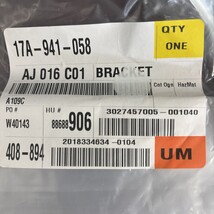 17A-941-058
QTY
ONE
AJ 016 C01 BRACKET
Cnt Ogn
HazMat
A109C
PO #
HU #
W40143
88688906
3027457005-001040
408-894
2018334634-0104
UM